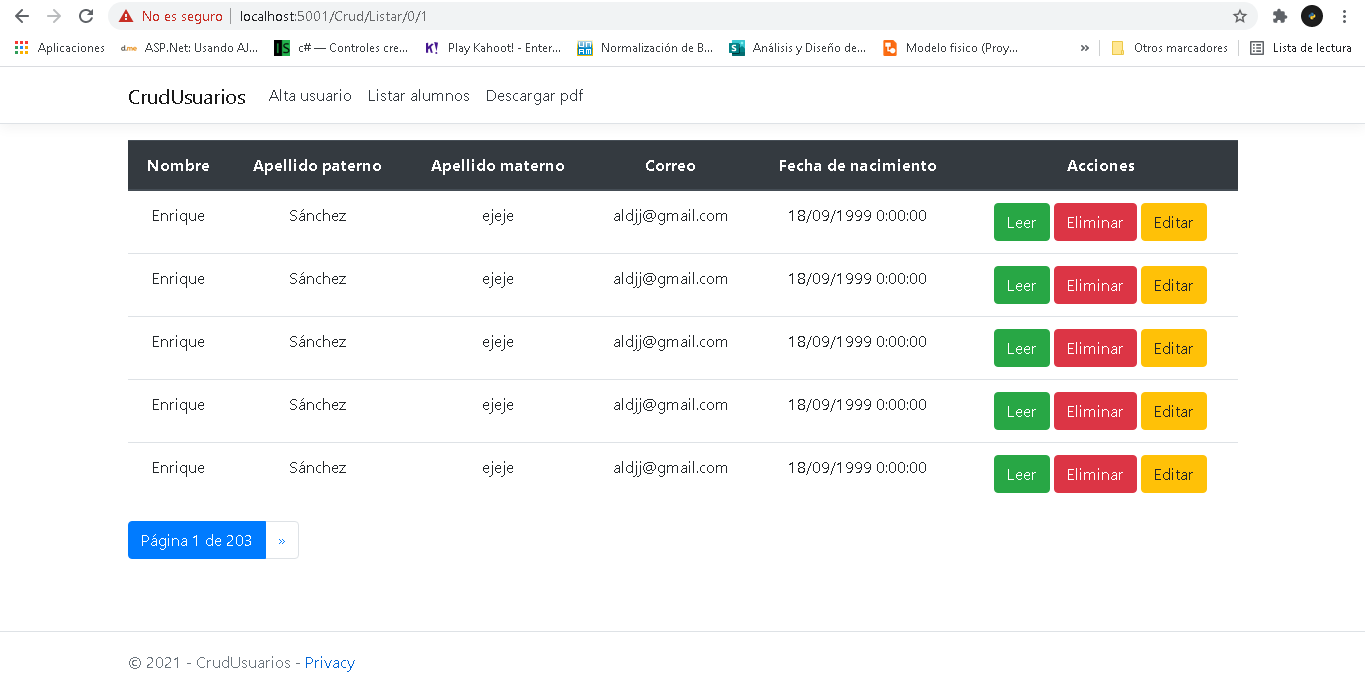 No es seguro localhost:5001/Crud/Listar/0/1
Aplicaciones dme ASP.Net: Usando AJ... S c# — Controles cre... K! Play Kahoot! - Enter... Normalización de B... S Análisis y Diseño de... Modelo fisico (Proy... » Otros marcadores Lista de lectura
CrudUsuarios Alta usuario Listar alumnos Descargar pdf
Nombre Apellido paterno Apellido materno Correo Fecha de nacimiento Acciones
Enrique Sánchez ejeje aldjj@gmail.com 18/09/1999 0:00:00 Leer Eliminar Editar
Enrique Sánchez ejeje aldjj@gmail.com 18/09/1999 0:00:00 Leer Eliminar Editar
Enrique Sánchez ejeje aldjj@gmail.com 18/09/1999 0:00:00 Leer Eliminar Editar
Enrique Sánchez ejeje aldjj@gmail.com 18/09/1999 0:00:00 Leer Eliminar Editar
Enrique Sánchez ejeje aldjj@gmail.com 18/09/1999 0:00:00 Leer Eliminar Editar
Página 1 de 203 »
© 2021 - CrudUsuarios - Privacy